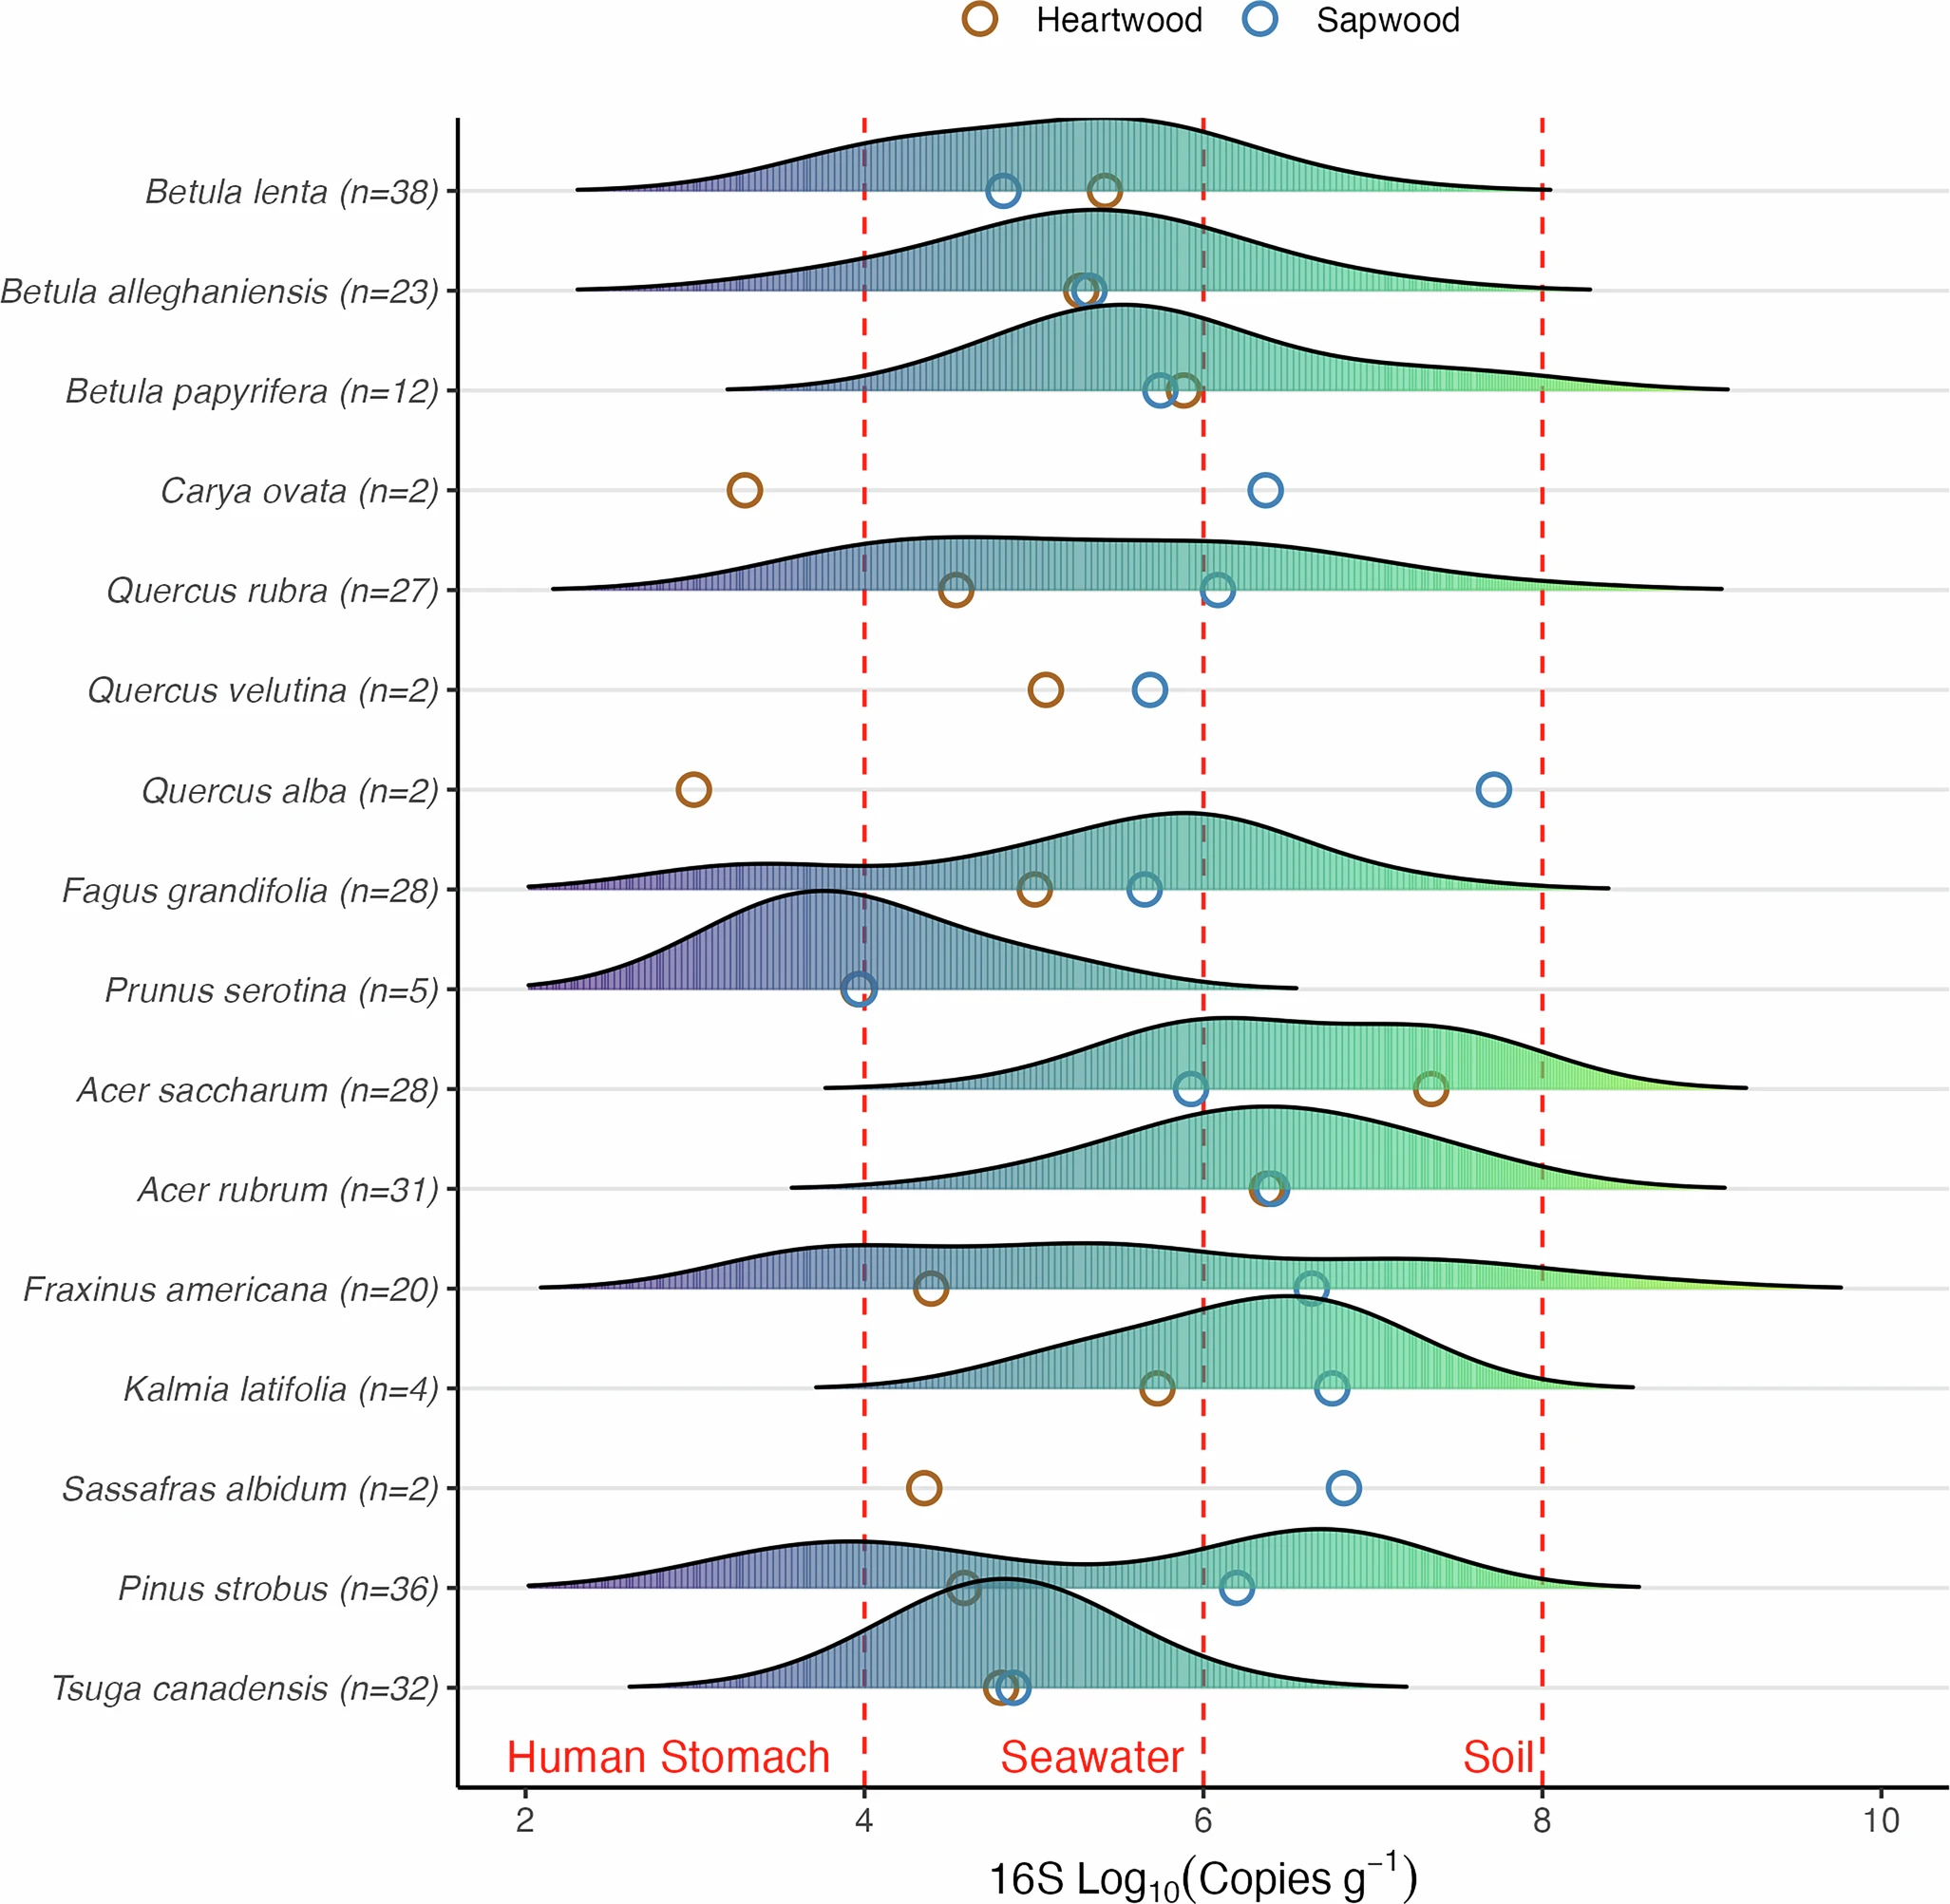 Heartwood Sapwood
Betula lenta (n=38)
Betula alleghaniensis (n=23)
Betula papyrifera (n=12)
Carya ovata (n=2)
Quercus rubra (n=27)
Quercus velutina (n=2)
Quercus alba (n=2)
Fagus grandifolia (n=28)
Prunus serotina (n=5)
Acer saccharum (n=28)
Acer rubrum (n=31)
Fraxinus americana (n=20)
Kalmia latifolia (n=4)
Sassafras albidum (n=2)
Pinus strobus (n=36)
Tsuga canadensis (n=32)
Human Stomach Seawater Soil
2 4 6 8 10
16S Log₁₀(Copies g⁻¹)